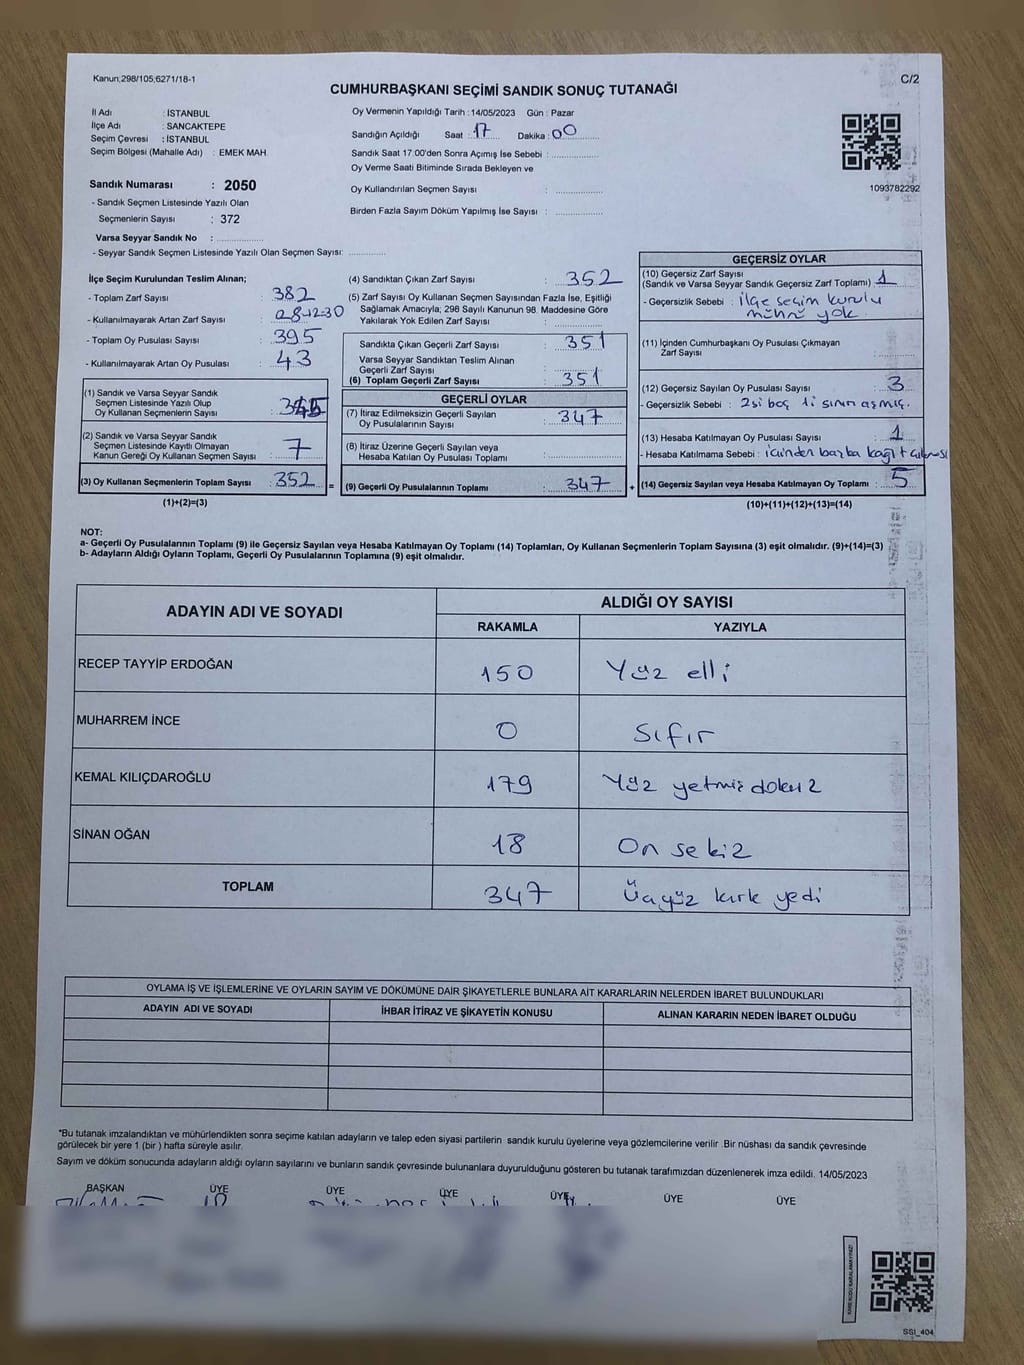 Kanun;298/105,6271/18-1
C/2
CUMHURBAŞKANI SEÇİMİ SANDIK SONUÇ TUTANAĞI
İl Adı : İSTANBUL
İlçe Adı : SANCAKTEPE
Seçim Çevresi : İSTANBUL
Seçim Bölgesi (Mahalle Adı) : EMEK MAH.
Sandık Numarası : 2050
- Sandık Seçmen Listesinde Yazılı Olan
Seçmenlerin Sayısı : 372
Varsa Seyyar Sandık No :
- Seyyar Sandık Seçmen Listesinde Yazılı Olan Seçmen Sayısı:
Oy Vermenin Yapıldığı Tarih : 14/05/2023 Gün : Pazar
Sandığın Açıldığı Saat : 17 Dakika : 00
Sandık Saat 17.00'den Sonra Açımış İse Sebebi :
Oy Verme Saati Bitiminde Sırada Bekleyen ve
Oy Kullandırılan Seçmen Sayısı :
Birden Fazla Sayım Döküm Yapılmış İse Sayısı :
1093782292
İlçe Seçim Kurulundan Teslim Alınan;
- Toplam Zarf Sayısı : 382
- Kullanılmayarak Artan Zarf Sayısı :
- Toplam Oy Pusulası Sayısı : 395
- Kullanılmayarak Artan Oy Pusulası : 43
(1) Sandık ve Varsa Seyyar Sandık
Seçmen Listesinde Yazılı Olup
Oy Kullanan Seçmenlerin Sayısı : 345
(2) Sandık ve Varsa Seyyar Sandık
Seçmen Listesinde Kayıtlı Olmayan
Kanun Gereği Oy Kullanan Seçmen Sayısı : 7
(3) Oy Kullanan Seçmenlerin Toplam Sayısı : 352 =
(1)+(2)=(3)
(4) Sandıktan Çıkan Zarf Sayısı : 352
(5) Zarf Sayısı Oy Kullanan Seçmen Sayısından Fazla İse, Eşitliği
Sağlamak Amacıyla; 298 Sayılı Kanunun 98. Maddesine Göre
Yakılarak Yok Edilen Zarf Sayısı :
Sandıkta Çıkan Geçerli Zarf Sayısı : 351
Varsa Seyyar Sandıktan Teslim Alınan
Geçerli Zarf Sayısı :
(6) Toplam Geçerli Zarf Sayısı : 351
GEÇERLİ OYLAR
(7) İtiraz Edilmeksizin Geçerli Sayılan
Oy Pusulalarının Sayısı : 347
(8) İtiraz Üzerine Geçerli Sayılan veya
Hesaba Katılan Oy Pusulası Toplamı :
(9) Geçerli Oy Pusulalarının Toplamı : 347 +
GEÇERSİZ OYLAR
(10) Geçersiz Zarf Sayısı
(Sandık ve Varsa Seyyar Sandık Geçersiz Zarf Toplamı) : 1
- Geçersizlik Sebebi : ilçe seçim kurulu
mührü yok
(11) İçinden Cumhurbaşkanı Oy Pusulası Çıkmayan
Zarf Sayısı :
(12) Geçersiz Sayılan Oy Pusulası Sayısı : 3
- Geçersizlik Sebebi : 2si boş 1i sınırı aşmış.
(13) Hesaba Katılmayan Oy Pusulası Sayısı : 1
- Hesaba Katılmama Sebebi : içinden başka kağıt çıkması
(14) Geçersiz Sayılan veya Hesaba Katılmayan Oy Toplamı : 5
(10)+(11)+(12)+(13)=(14)
NOT:
a- Geçerli Oy Pusulalarının Toplamı (9) ile Geçersiz Sayılan veya Hesaba Katılmayan Oy Toplamı (14) Toplamları, Oy Kullanan Seçmenlerin Toplam Sayısına (3) eşit olmalıdır. (9)+(14)=(3)
b- Adayların Aldığı Oyların Toplamı, Geçerli Oy Pusulalarının Toplamına (9) eşit olmalıdır.
ADAYIN ADI VE SOYADI
ALDIĞI OY SAYISI
RAKAMLA YAZIYLA
RECEP TAYYİP ERDOĞAN 150 Yüz elli
MUHARREM İNCE 0 Sıfır
KEMAL KILIÇDAROĞLU 179 Yüz yetmiş dokuz
SİNAN OĞAN 18 On sekiz
TOPLAM 347 Üçyüz kırk yedi
OYLAMA İŞ VE İŞLEMLERİNE VE OYLARIN SAYIM VE DÖKÜMÜNE DAİR ŞİKAYETLERLE BUNLARA AİT KARARLARIN NELERDEN İBARET BULUNDUKLARI
ADAYIN ADI VE SOYADI İHBAR İTİRAZ VE ŞİKAYETİN KONUSU ALINAN KARARIN NEDEN İBARET OLDUĞU
*Bu tutanak imzalandıktan ve mühürlendikten sonra seçime katılan adayların ve talep eden siyasi partilerin sandık kurulu üyelerine veya gözlemcilerine verilir .Bir nüshası da sandık çevresinde
görülecek bir yere 1 (bir ) hafta süreyle asılır.
Sayım ve döküm sonucunda adayların aldığı oyların sayılarını ve bunların sandık çevresinde bulunanlara duyurulduğunu gösteren bu tutanak tarafımızdan düzenlenerek imza edildi. 14/05/2023
BAŞKAN ÜYE ÜYE ÜYE ÜYE ÜYE ÜYE
KAREKODU KARALAMAYINIZ!
SSI_404